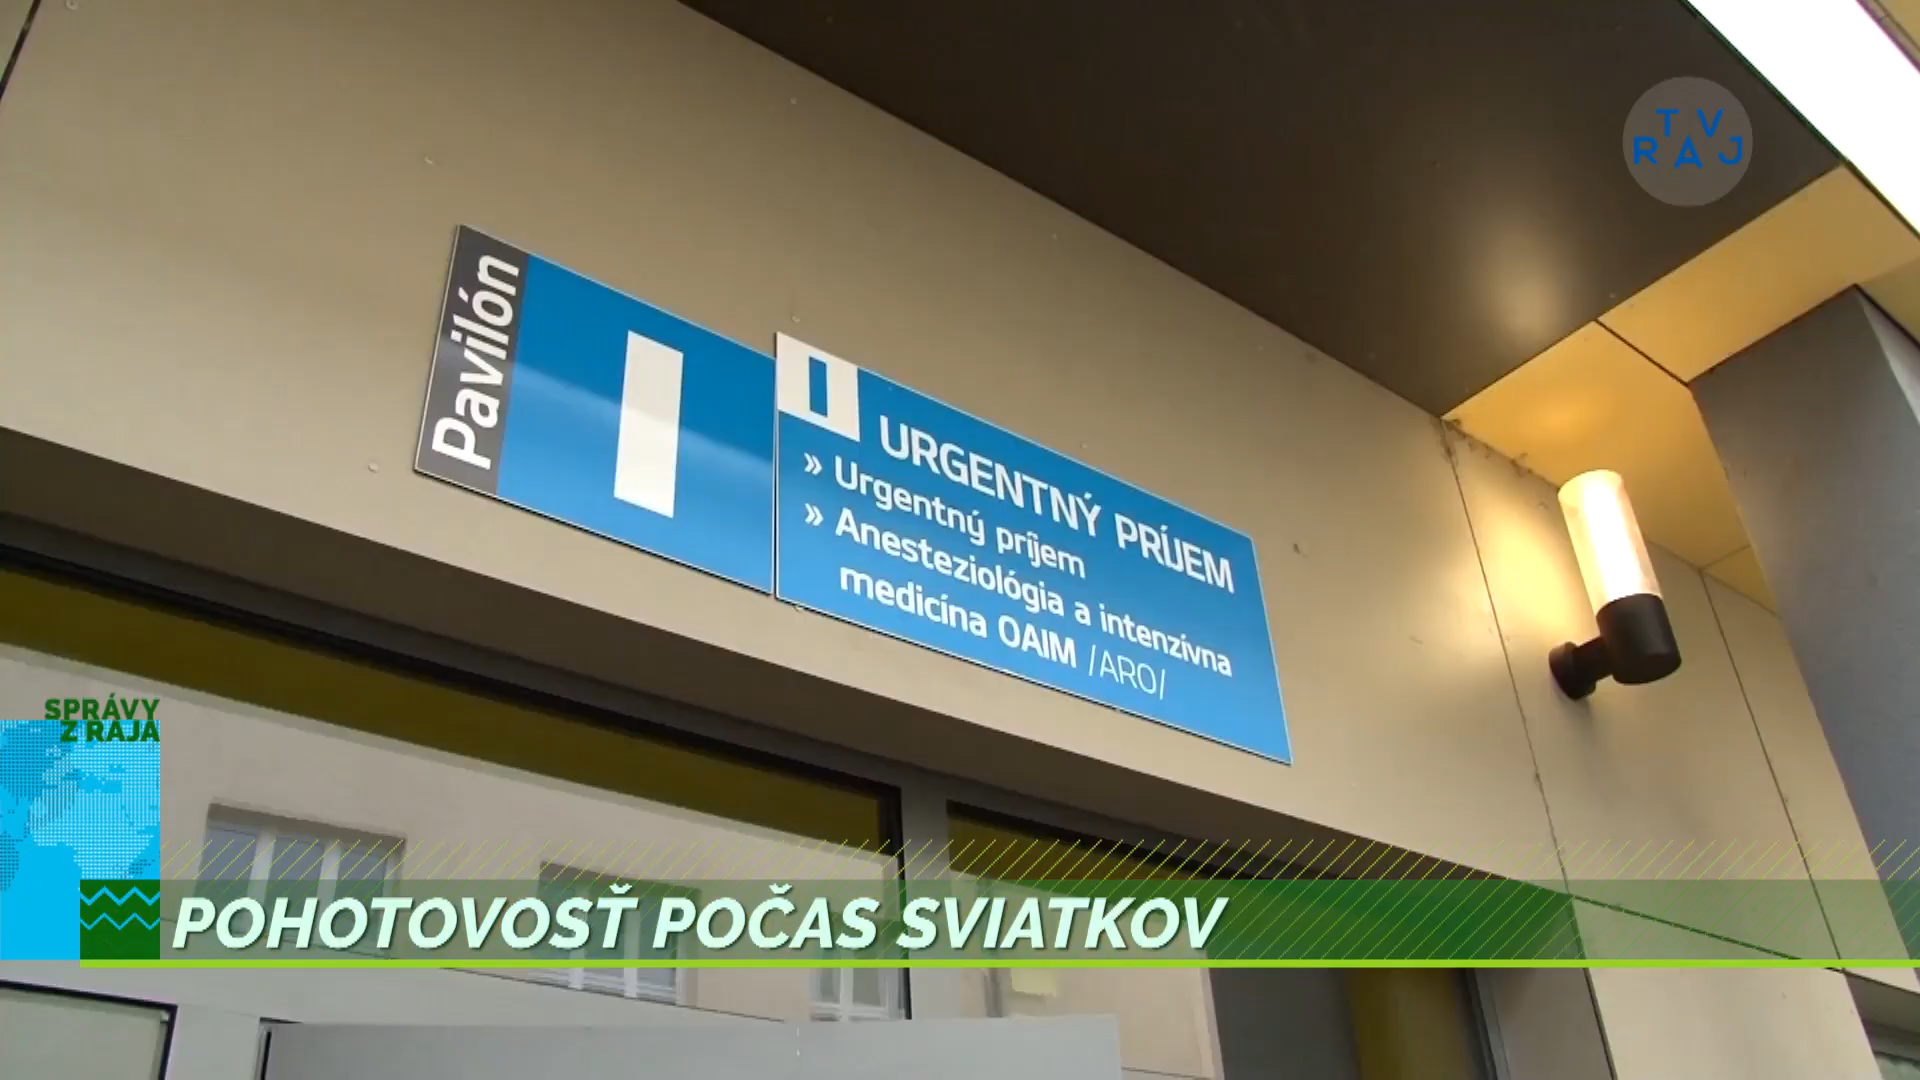 TV
RAJ
Pavilón
I
I
URGENTNÝ PRÍJEM
» Urgentný príjem
» Anesteziológia a intenzívna
medicína OAIM /ARO/
SPRÁVY
Z RAJA
POHOTOVOSŤ POČAS SVIATKOV